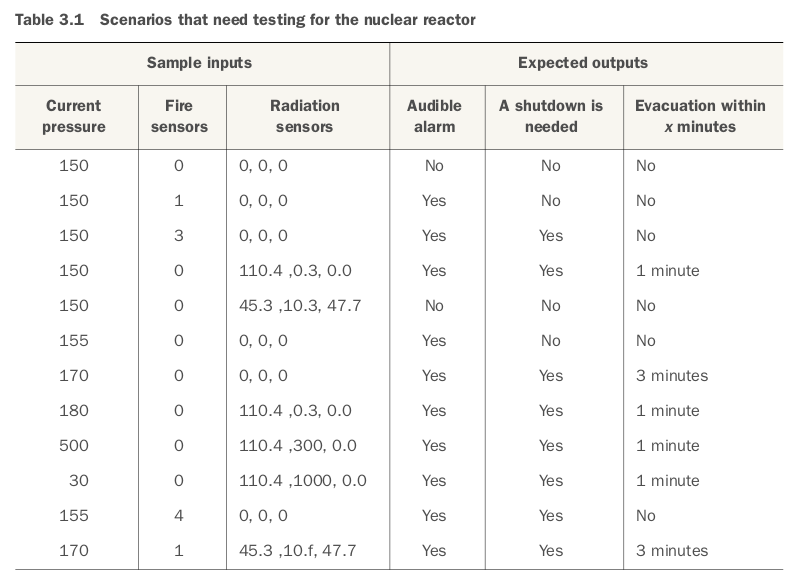 Table 3.1 Scenarios that need testing for the nuclear reactor
Sample inputs Expected outputs
Current pressure Fire sensors Radiation sensors Audible alarm A shutdown is needed Evacuation within x minutes
150 0 0, 0, 0 No No No
150 1 0, 0, 0 Yes No No
150 3 0, 0, 0 Yes Yes No
150 0 110.4 ,0.3, 0.0 Yes Yes 1 minute
150 0 45.3 ,10.3, 47.7 No No No
155 0 0, 0, 0 Yes No No
170 0 0, 0, 0 Yes Yes 3 minutes
180 0 110.4 ,0.3, 0.0 Yes Yes 1 minute
500 0 110.4 ,300, 0.0 Yes Yes 1 minute
30 0 110.4 ,1000, 0.0 Yes Yes 1 minute
155 4 0, 0, 0 Yes Yes No
170 1 45.3 ,10.f, 47.7 Yes Yes 3 minutes